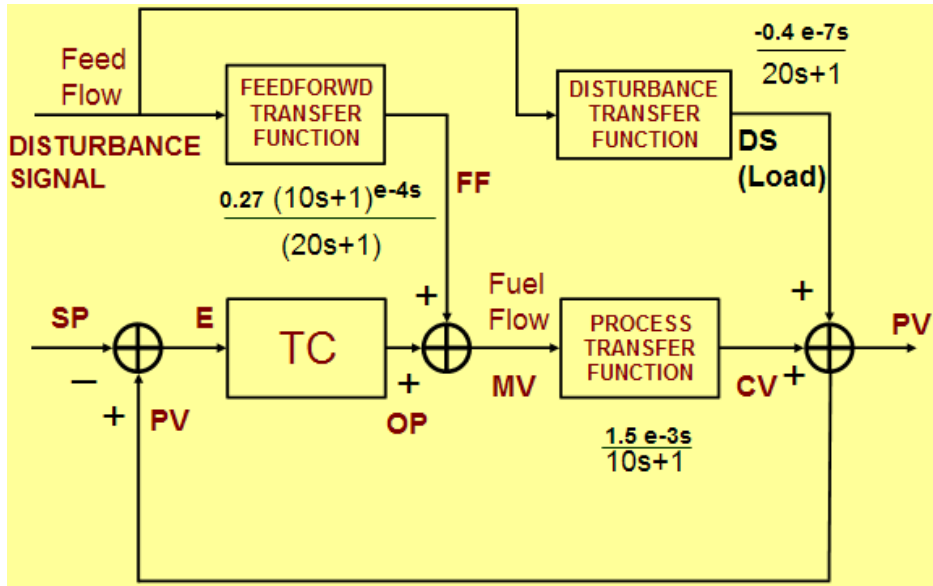 -0.4 e-7s
20s+1
Feed
Flow
FEEDFORWD
TRANSFER
FUNCTION
DISTURBANCE
TRANSFER
FUNCTION
DISTURBANCE
SIGNAL
DS
(Load)
FF
0.27 (10s+1)e-4s
(20s+1)
+
Fuel
Flow
+
SP
E
TC
PROCESS
TRANSFER
FUNCTION
PV
−
+
PV
+
OP
MV
CV
+
1.5 e-3s
10s+1